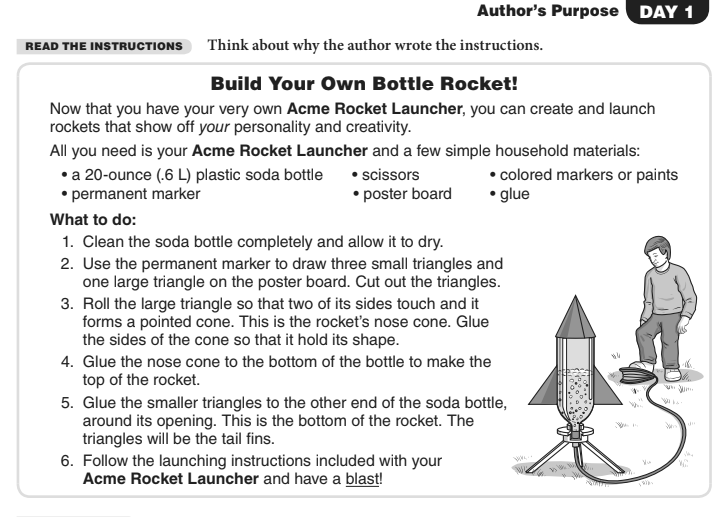 Author's Purpose DAY 1
READ THE INSTRUCTIONS Think about why the author wrote the instructions.
Build Your Own Bottle Rocket!
Now that you have your very own Acme Rocket Launcher, you can create and launch
rockets that show off your personality and creativity.
All you need is your Acme Rocket Launcher and a few simple household materials:
• a 20-ounce (.6 L) plastic soda bottle • scissors • colored markers or paints
• permanent marker • poster board • glue
What to do:
1. Clean the soda bottle completely and allow it to dry.
2. Use the permanent marker to draw three small triangles and
one large triangle on the poster board. Cut out the triangles.
3. Roll the large triangle so that two of its sides touch and it
forms a pointed cone. This is the rocket's nose cone. Glue
the sides of the cone so that it hold its shape.
4. Glue the nose cone to the bottom of the bottle to make the
top of the rocket.
5. Glue the smaller triangles to the other end of the soda bottle,
around its opening. This is the bottom of the rocket. The
triangles will be the tail fins.
6. Follow the launching instructions included with your
Acme Rocket Launcher and have a blast!